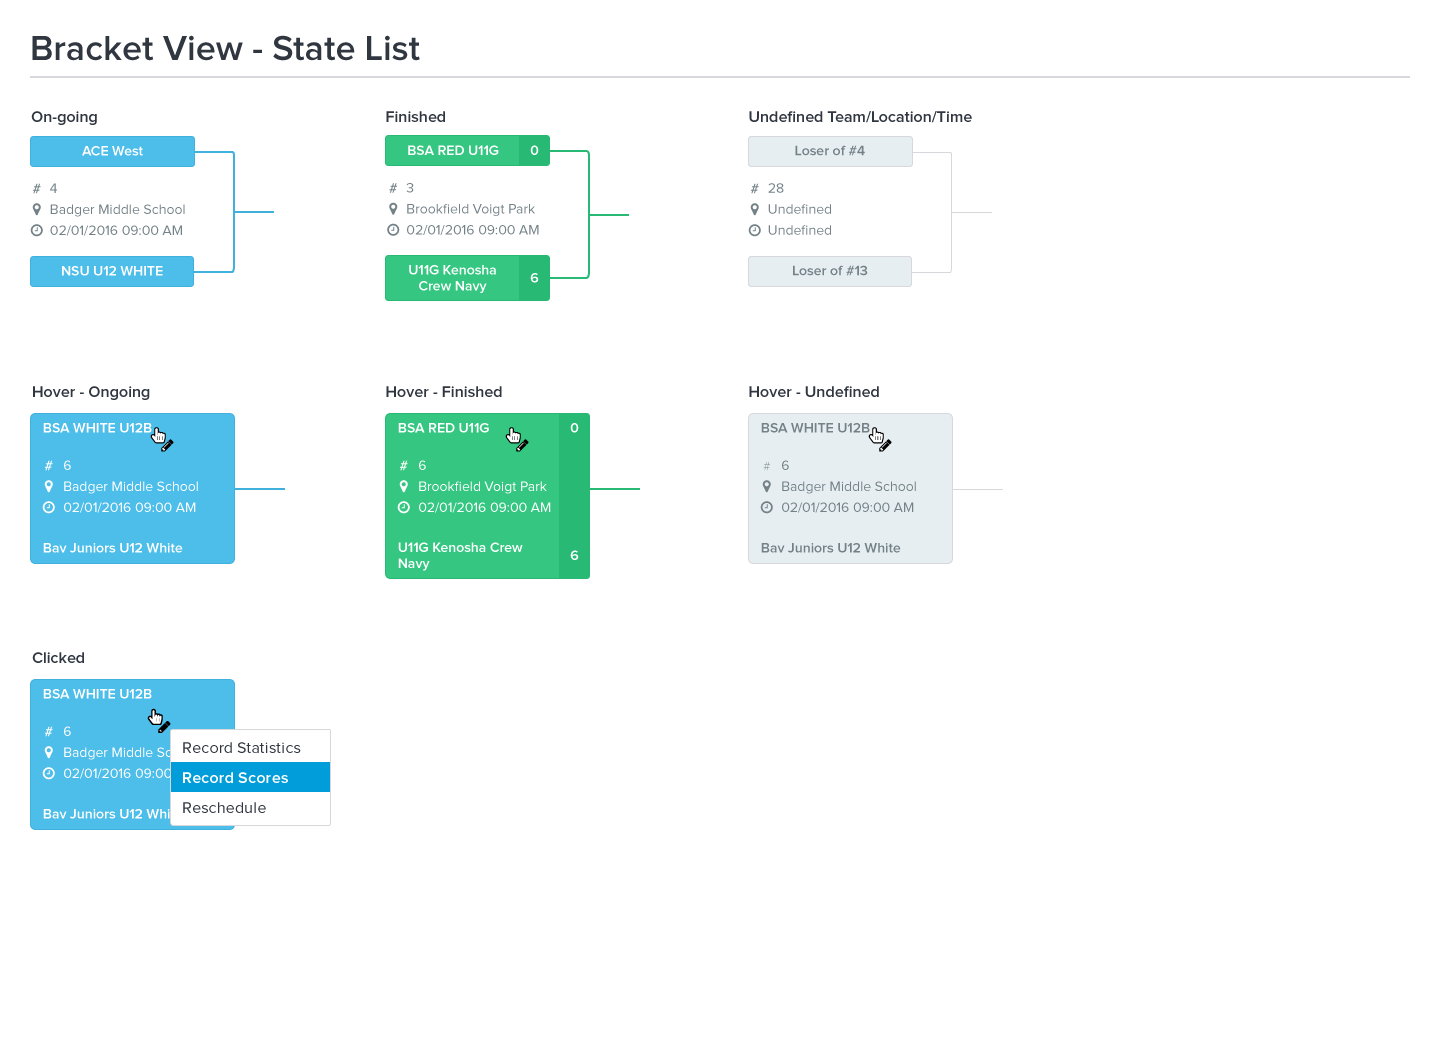 Bracket View - State List
On-going
ACE West
# 4
Badger Middle School
02/01/2016 09:00 AM
NSU U12 WHITE
Finished
BSA RED U11G 0
# 3
Brookfield Voigt Park
02/01/2016 09:00 AM
U11G Kenosha
Crew Navy 6
Undefined Team/Location/Time
Loser of #4
# 28
Undefined
Undefined
Loser of #13
Hover - Ongoing
BSA WHITE U12B
# 6
Badger Middle School
02/01/2016 09:00 AM
Bav Juniors U12 White
Hover - Finished
BSA RED U11G 0
# 6
Brookfield Voigt Park
02/01/2016 09:00 AM
U11G Kenosha Crew
Navy 6
Hover - Undefined
BSA WHITE U12B
# 6
Badger Middle School
02/01/2016 09:00 AM
Bav Juniors U12 White
Clicked
BSA WHITE U12B
# 6
Badger Middle Sc
02/01/2016 09:00
Bav Juniors U12 Whi
Record Statistics
Record Scores
Reschedule